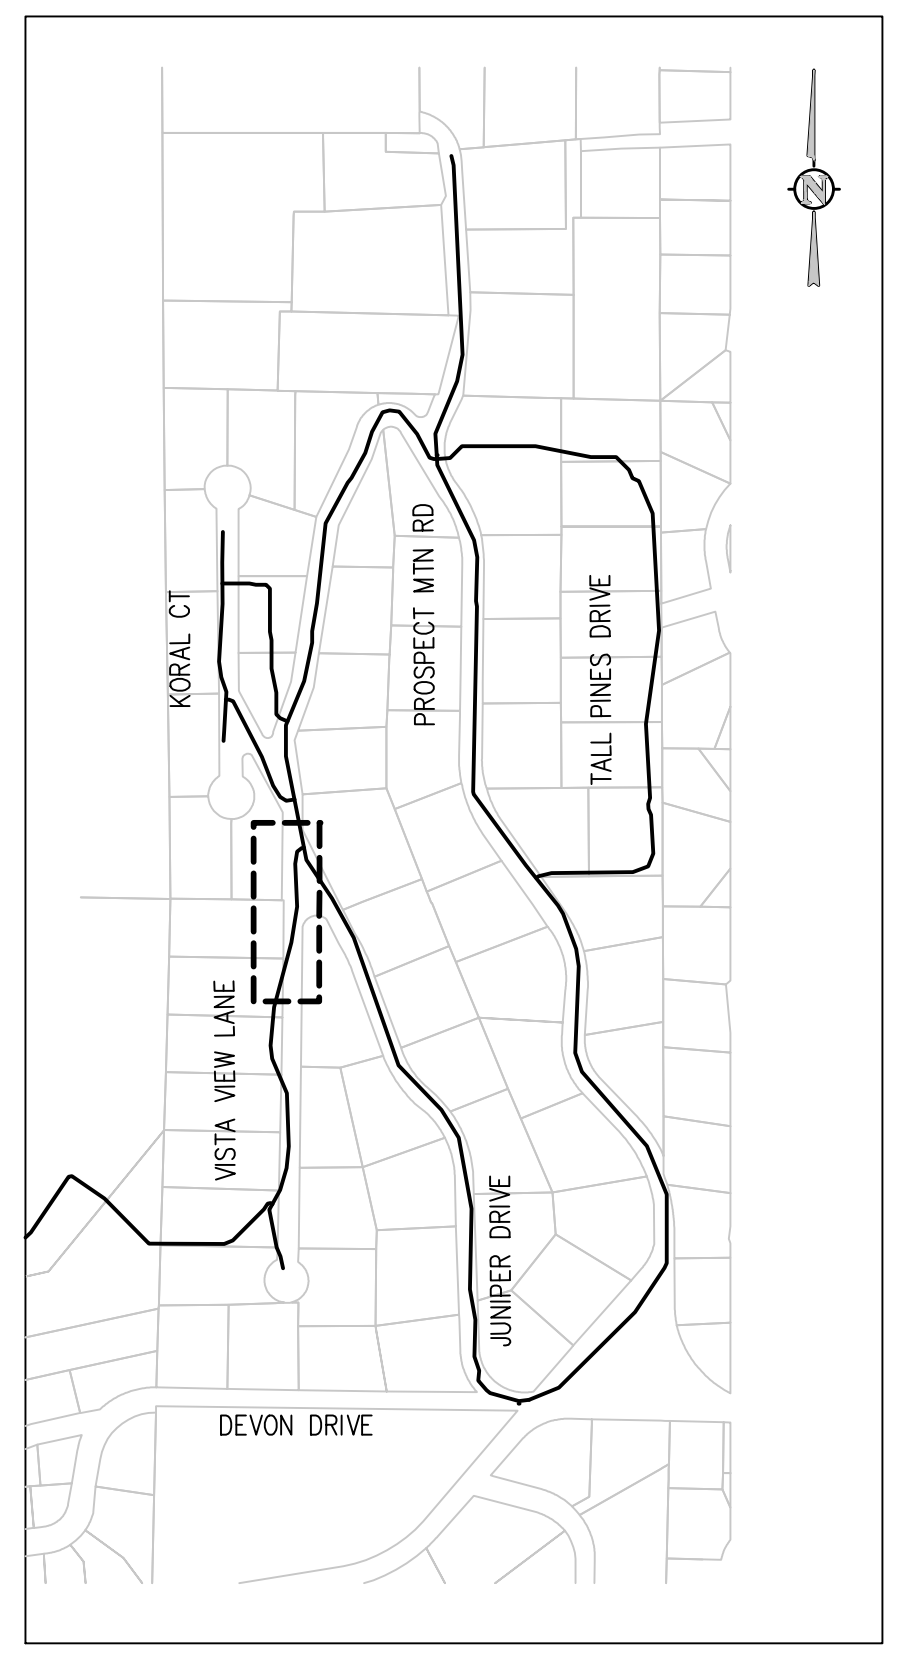 N
PROSPECT MTN RD
KORAL CT
TALL PINES DRIVE
VISTA VIEW LANE
JUNIPER DRIVE
DEVON DRIVE